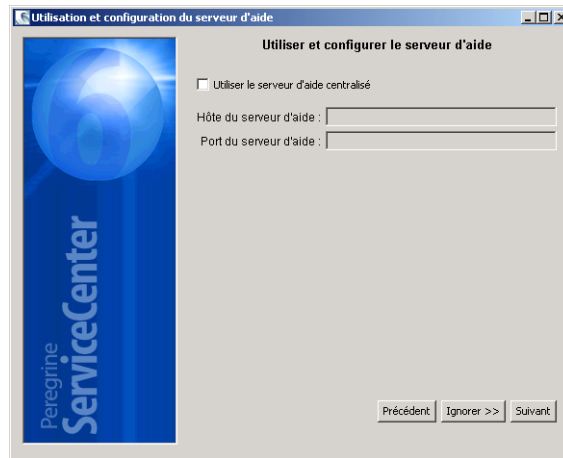 Utilisation et configuration du serveur d'aide
Utiliser et configurer le serveur d'aide
Utiliser le serveur d'aide centralisé
Hôte du serveur d'aide :
Port du serveur d'aide :
6
Peregrine
ServiceCenter
Précédent
Ignorer >>
Suivant